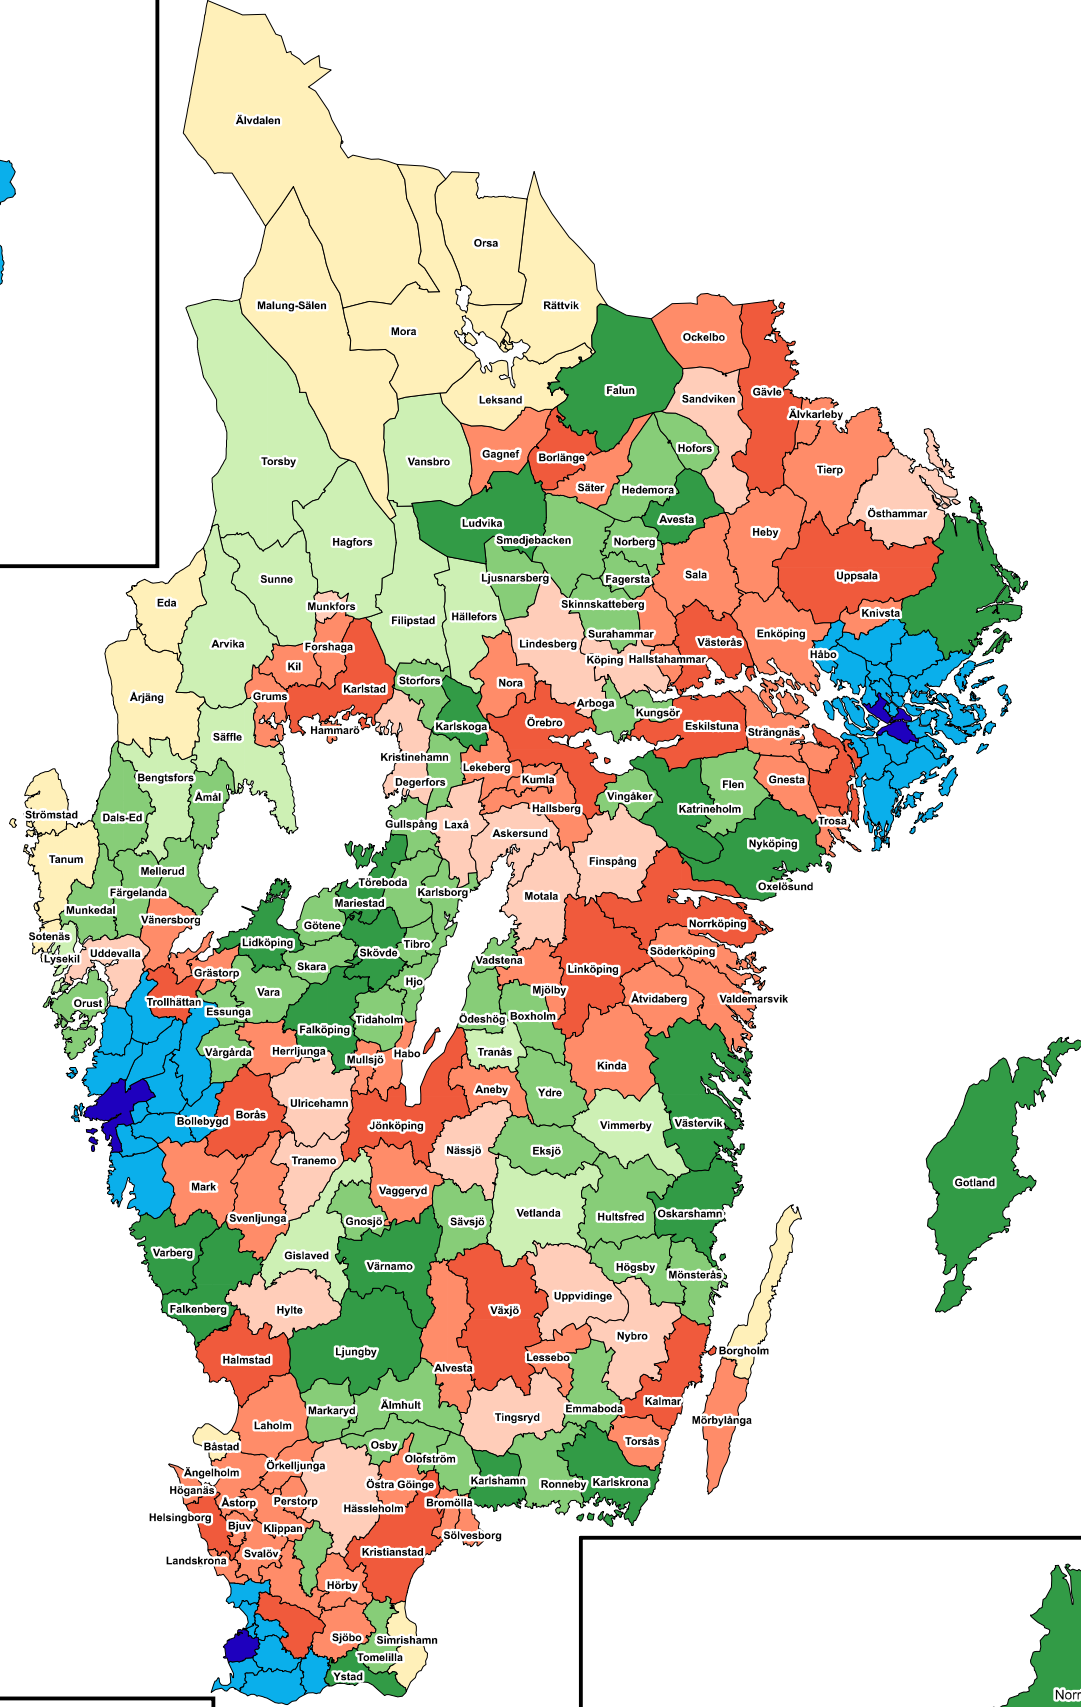 Älvdalen
Orsa
Malung-Sälen
Rättvik
Mora
Ockelbo
Falun
Gävle
Leksand
Sandviken
Älvkarleby
Hofors
Gagnef
Borlänge
Torsby
Vansbro
Tierp
Säter
Hedemora
Östhammar
Avesta
Ludvika
Heby
Smedjebacken
Norberg
Hagfors
Sala
Uppsala
Sunne
Ljusnarsberg
Fagersta
Eda
Munkfors
Skinnskatteberg
Knivsta
Filipstad
Hällefors
Surahammar
Enköping
Arvika
Forshaga
Lindesberg
Västerås
Håbo
Kil
Köping
Hallstahammar
Storfors
Nora
Karlstad
Årjäng
Grums
Arboga
Kungsör
Karlskoga
Örebro
Eskilstuna
Hammarö
Strängnäs
Säffle
Kristinehamn
Lekeberg
Bengtsfors
Degerfors
Kumla
Gnesta
Flen
Åmål
Vingåker
Hallsberg
Katrineholm
Strömstad
Dals-Ed
Gullspång
Laxå
Trosa
Askersund
Nyköping
Tanum
Finspång
Mellerud
Töreboda
Oxelösund
Färgelanda
Karlsborg
Motala
Mariestad
Munkedal
Vänersborg
Götene
Norrköping
Sotenäs
Lidköping
Tibro
Uddevalla
Skövde
Söderköping
Lysekil
Vadstena
Skara
Linköping
Grästorp
Hjo
Vara
Mjölby
Orust
Trollhättan
Åtvidaberg
Valdemarsvik
Essunga
Ödeshög
Boxholm
Tidaholm
Falköping
Vårgårda
Herrljunga
Habo
Tranås
Mullsjö
Kinda
Aneby
Ydre
Ulricehamn
Borås
Bollebygd
Jönköping
Vimmerby
Västervik
Nässjö
Eksjö
Tranemo
Gotland
Mark
Vaggeryd
Svenljunga
Gnosjö
Sävsjö
Vetlanda
Hultsfred
Oskarshamn
Varberg
Gislaved
Värnamo
Högsby
Mönsterås
Uppvidinge
Falkenberg
Hylte
Växjö
Nybro
Ljungby
Borgholm
Halmstad
Lessebo
Alvesta
Kalmar
Älmhult
Markaryd
Emmaboda
Tingsryd
Mörbylånga
Laholm
Torsås
Båstad
Osby
Olofström
Örkelljunga
Ängelholm
Karlshamn
Karlskrona
Östra Göinge
Ronneby
Höganäs
Åstorp
Perstorp
Bromölla
Hässleholm
Helsingborg
Bjuv
Klippan
Sölvesborg
Svalöv
Kristianstad
Landskrona
Hörby
Sjöbo
Simrishamn
Tomelilla
Ystad